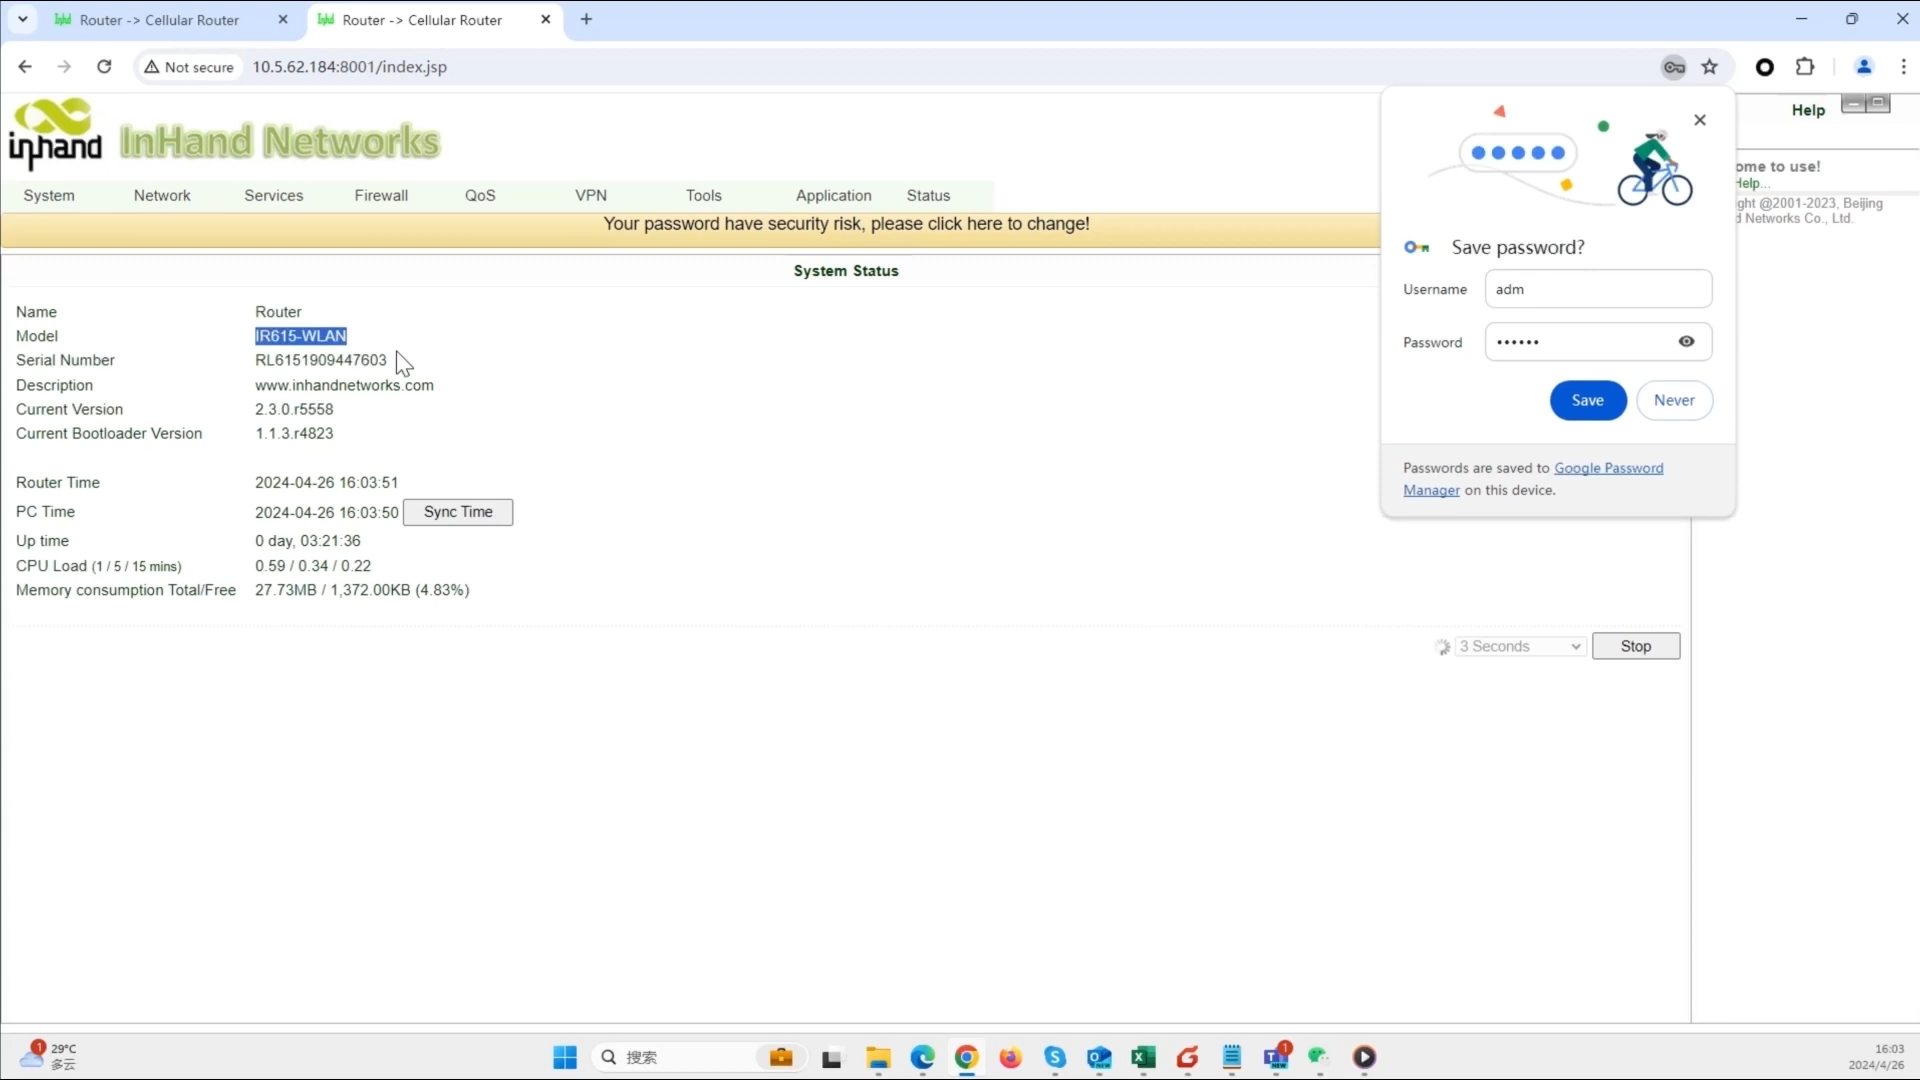 Router -> Cellular Router
Router -> Cellular Router
Not secure
10.5.62.184:8001/index.jsp
inhand
InHand Networks
Help
System Network Services Firewall QoS VPN Tools Application Status
Your password have security risk, please click here to change!
System Status
Name Router
Model IR615-WLAN
Serial Number RL6151909447603
Description www.inhandnetworks.com
Current Version 2.3.0.r5558
Current Bootloader Version 1.1.3.r4823
Router Time 2024-04-26 16:03:51
PC Time 2024-04-26 16:03:50 Sync Time
Up time 0 day, 03:21:36
CPU Load (1 / 5 / 15 mins) 0.59 / 0.34 / 0.22
Memory consumption Total/Free 27.73MB / 1,372.00KB (4.83%)
3 Seconds Stop
Save password?
Username adm
Password ••••••
Save Never
Passwords are saved to Google Password
Manager on this device.
ome to use!
Help...
ght @2001-2023, Beijing
d Networks Co., Ltd.
1
29°C
多云
搜索
NEW
NEW
1
16:03
2024/4/26